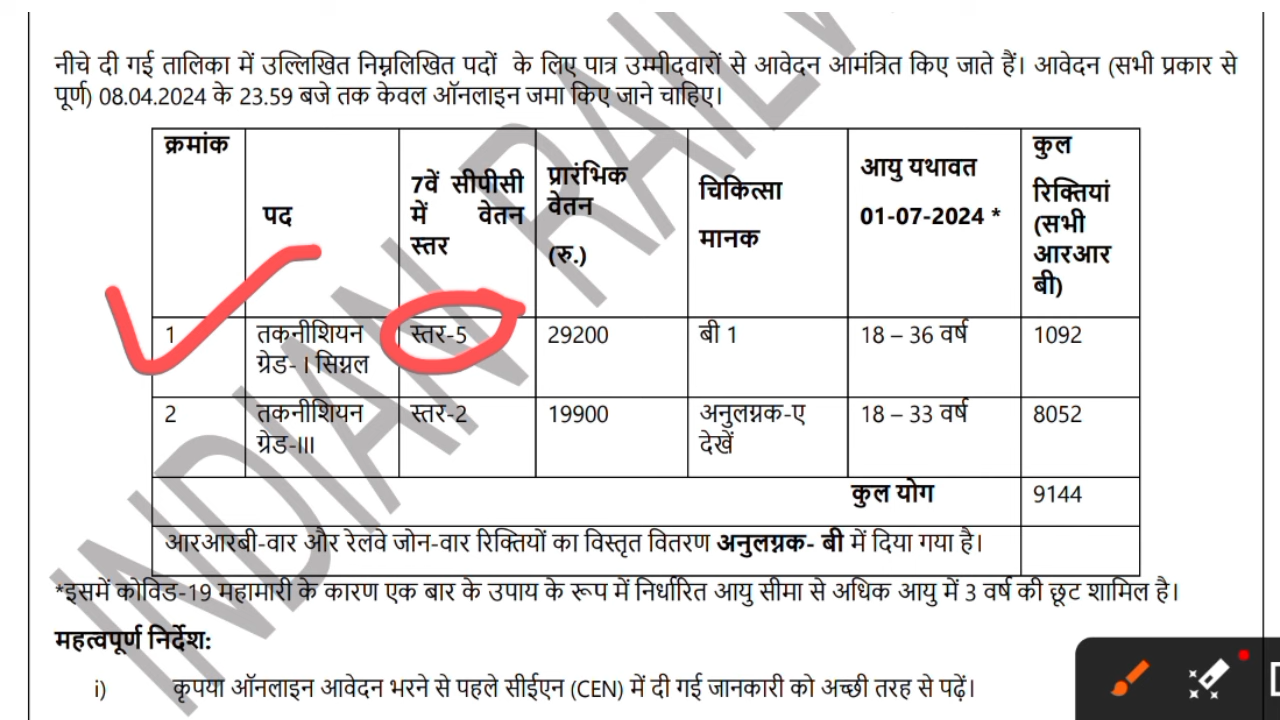 नीचे दी गई तालिका में उल्लिखित निम्नलिखित पदों के लिए पात्र उम्मीदवारों से आवेदन आमंत्रित किए जाते हैं। आवेदन (सभी प्रकार से
पूर्ण) 08.04.2024 के 23.59 बजे तक केवल ऑनलाइन जमा किए जाने चाहिए।
क्रमांक
पद
7वें सीपीसी
में वेतन
स्तर
प्रारंभिक
वेतन
(रु.)
चिकित्सा
मानक
आयु यथावत
01-07-2024 *
कुल
रिक्तियां
(सभी
आरआर
बी)
1
तकनीशियन
ग्रेड- I सिग्नल
स्तर-5
29200
बी 1
18 – 36 वर्ष
1092
2
तकनीशियन
ग्रेड-III
स्तर-2
19900
अनुलग्नक-ए
देखें
18 – 33 वर्ष
8052
कुल योग
9144
आरआरबी-वार और रेलवे जोन-वार रिक्तियों का विस्तृत वितरण अनुलग्नक- बी में दिया गया है।
*इसमें कोविड-19 महामारी के कारण एक बार के उपाय के रूप में निर्धारित आयु सीमा से अधिक आयु में 3 वर्ष की छूट शामिल है।
महत्वपूर्ण निर्देश:
i) कृपया ऑनलाइन आवेदन भरने से पहले सीईएन (CEN) में दी गई जानकारी को अच्छी तरह से पढ़ें।
INDIAN RAILW